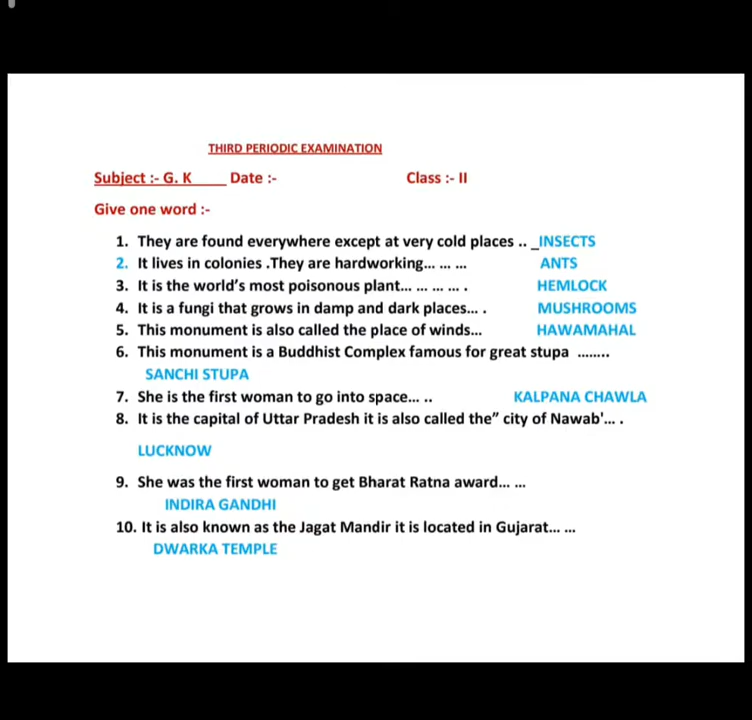 THIRD PERIODIC EXAMINATION
Subject :- G. K Date :- Class :- II
Give one word :-
1. They are found everywhere except at very cold places .. _INSECTS
2. It lives in colonies .They are hardworking... ... ... ANTS
3. It is the world's most poisonous plant... ... ... ... . HEMLOCK
4. It is a fungi that grows in damp and dark places... . MUSHROOMS
5. This monument is also called the place of winds... HAWAMAHAL
6. This monument is a Buddhist Complex famous for great stupa ........
SANCHI STUPA
7. She is the first woman to go into space... .. KALPANA CHAWLA
8. It is the capital of Uttar Pradesh it is also called the” city of Nawab'... .
LUCKNOW
9. She was the first woman to get Bharat Ratna award... ...
INDIRA GANDHI
10. It is also known as the Jagat Mandir it is located in Gujarat... ...
DWARKA TEMPLE